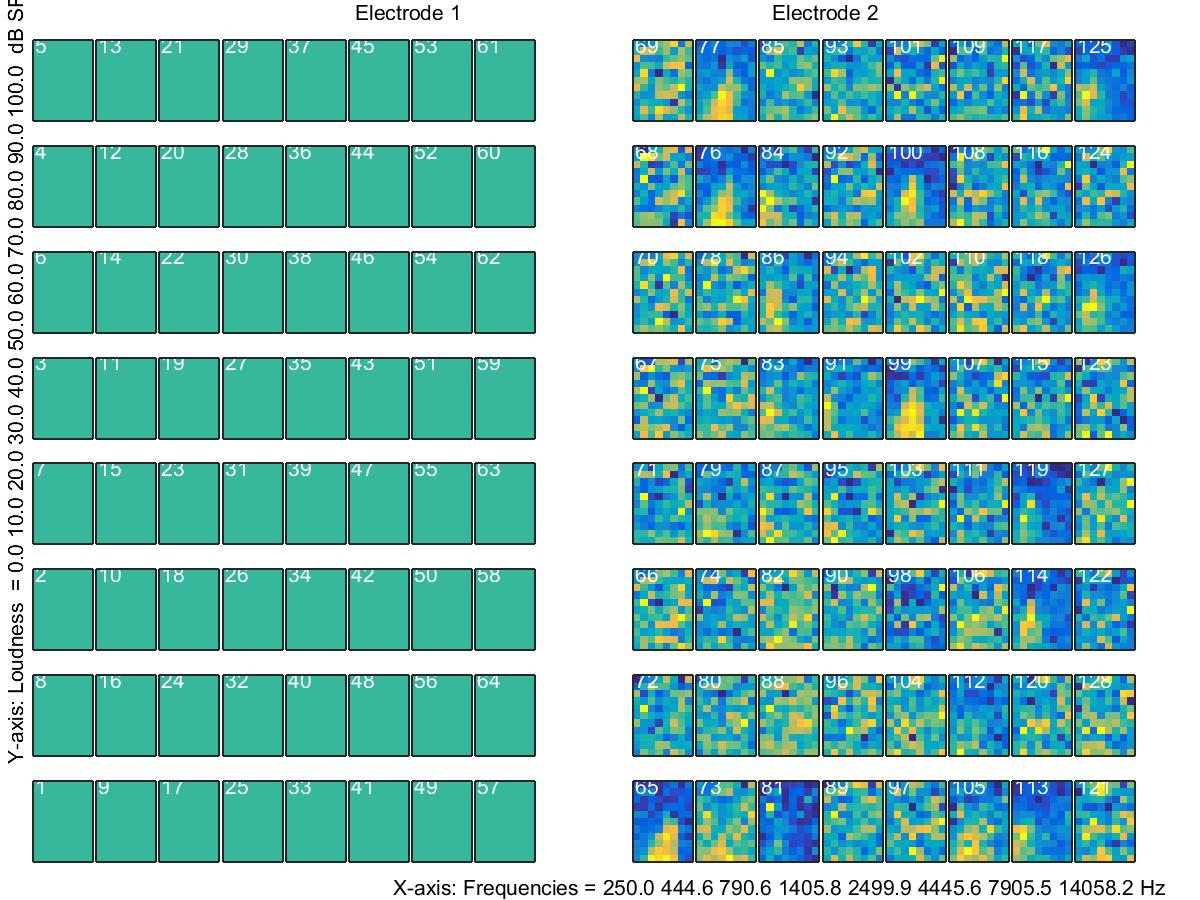 Electrode 1
Electrode 2
5 13 21 29 37 45 53 61
69 77 85 93 101 109 117 125
4 12 20 28 36 44 52 60
68 76 84 92 100 108 116 124
6 14 22 30 38 46 54 62
70 78 86 94 102 110 118 126
3 11 19 27 35 43 51 59
67 75 83 91 99 107 115 123
7 15 23 31 39 47 55 63
71 79 87 95 103 111 119 127
2 10 18 26 34 42 50 58
66 74 82 90 98 106 114 122
8 16 24 32 40 48 56 64
72 80 88 96 104 112 120 128
1 9 17 25 33 41 49 57
65 73 81 89 97 105 113 121
Y-axis: Loudness = 0.0 10.0 20.0 30.0 40.0 50.0 60.0 70.0 80.0 90.0 100.0 dB
X-axis: Frequencies = 250.0 444.6 790.6 1405.8 2499.9 4445.6 7905.5 14058.2 Hz